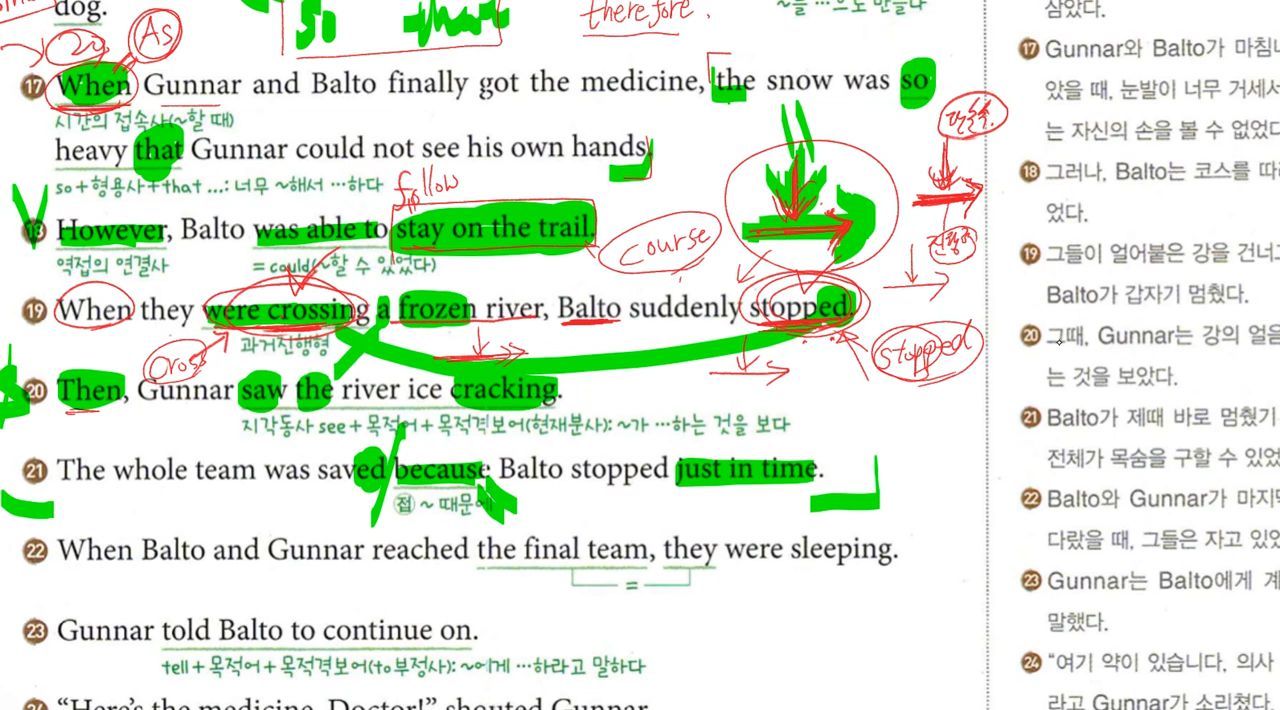 dog.
so that
therefore.
삼았다.
20
As
⑰ When Gunnar and Balto finally got the medicine, the snow was so
시간의 접속사(~할 때)
heavy that Gunnar could not see his own hands.
so+형용사+that …: 너무 ~해서 …하다
follow
⑱ However, Balto was able to stay on the trail.
역접의 연결사
= could(~할 수 있었다)
course
⑲ When they were crossing a frozen river, Balto suddenly stopped.
과거진행형
cross
stopped
⑳ Then, Gunnar saw the river ice cracking.
지각동사 see+목적어+목적격보어(현재분사): ~가 …하는 것을 보다
㉑ The whole team was saved because Balto stopped just in time.
접 ~ 때문에
㉒ When Balto and Gunnar reached the final team, they were sleeping.
=
㉓ Gunnar told Balto to continue on.
tell+목적어+목적격보어(to부정사): ~에게 …하라고 말하다
㉔ “Here’s the medicine, Doctor!” shouted Gunnar.
⑰ Gunnar와 Balto가 마침내
았을 때, 눈발이 너무 거세서
는 자신의 손을 볼 수 없었다
⑱ 그러나, Balto는 코스를 따라
었다.
⑲ 그들이 얼어붙은 강을 건너고
Balto가 갑자기 멈췄다.
⑳ 그때, Gunnar는 강의 얼음
는 것을 보았다.
㉑ Balto가 제때 바로 멈췄기
전체가 목숨을 구할 수 있었
㉒ Balto와 Gunnar가 마지막
다랐을 때, 그들은 자고 있었
㉓ Gunnar는 Balto에게 계
말했다.
㉔ “여기 약이 있습니다, 의사
라고 Gunnar가 소리쳤다.